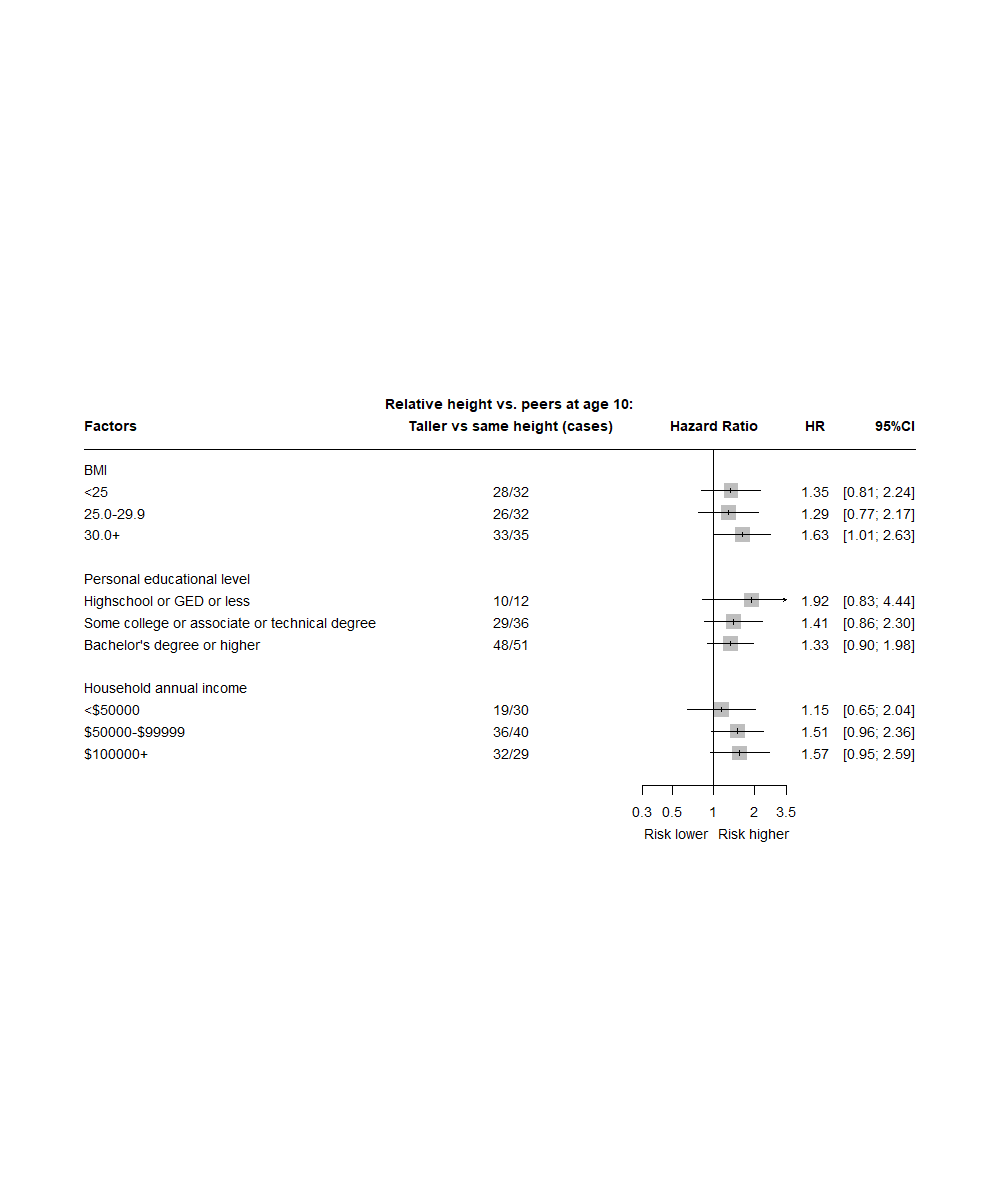 Relative height vs. peers at age 10:
Factors Taller vs same height (cases) Hazard Ratio HR 95%CI
BMI
<25 28/32 1.35 [0.81; 2.24]
25.0-29.9 26/32 1.29 [0.77; 2.17]
30.0+ 33/35 1.63 [1.01; 2.63]
Personal educational level
Highschool or GED or less 10/12 1.92 [0.83; 4.44]
Some college or associate or technical degree 29/36 1.41 [0.86; 2.30]
Bachelor's degree or higher 48/51 1.33 [0.90; 1.98]
Household annual income
<$50000 19/30 1.15 [0.65; 2.04]
$50000-$99999 36/40 1.51 [0.96; 2.36]
$100000+ 32/29 1.57 [0.95; 2.59]
0.3 0.5 1 2 3.5
Risk lower Risk higher